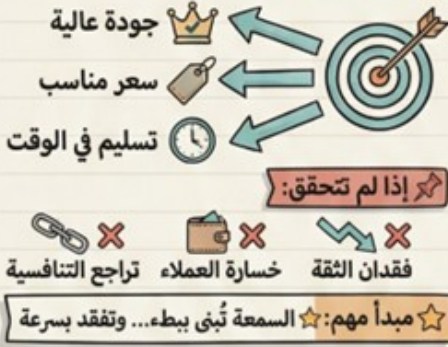 جودة عالية
سعر مناسب
تسليم في الوقت
إذا لم تتحقق:
فقدان الثقة
خسارة العملاء
تراجع التنافسية
مبدأ مهم: السمعة تُبنى ببطء... وتفقد بسرعة